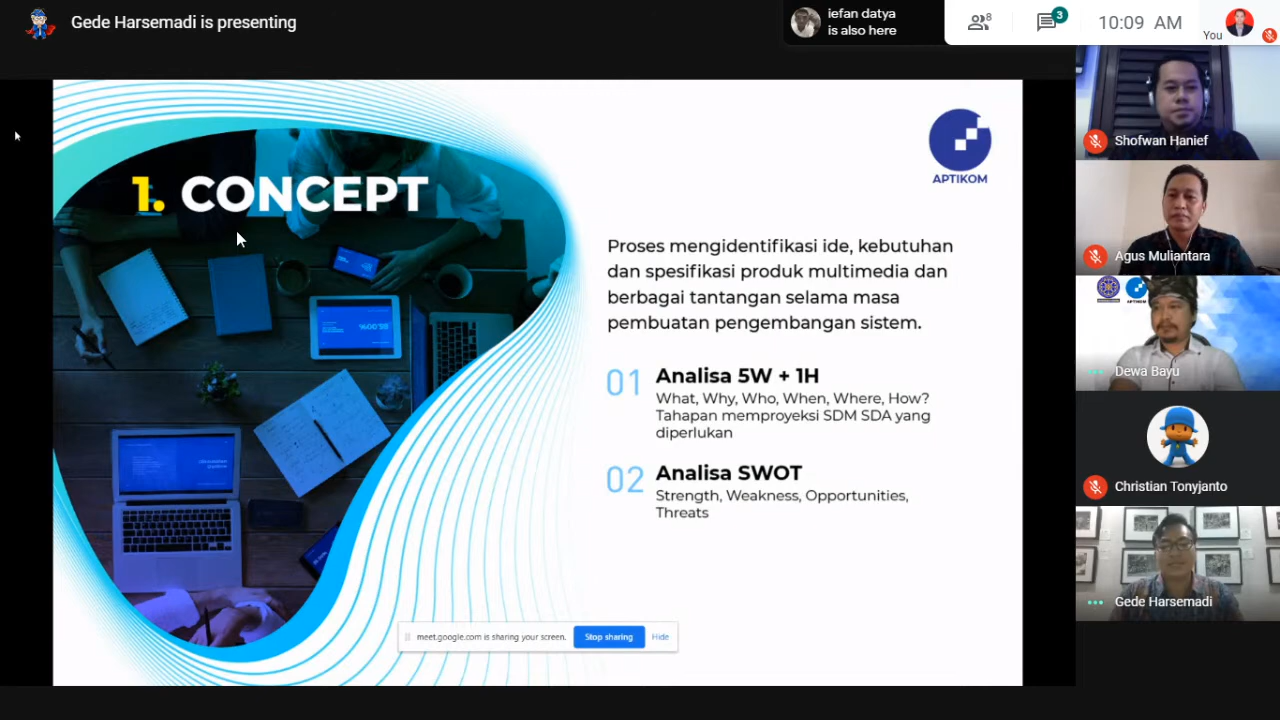 Gede Harsemadi is presenting
iefan datya
is also here
8
3
10:09 AM
You
1. CONCEPT
APTIKOM
Proses mengidentifikasi ide, kebutuhan
dan spesifikasi produk multimedia dan
berbagai tantangan selama masa
pembuatan pengembangan sistem.
01 Analisa 5W + 1H
What, Why, Who, When, Where, How?
Tahapan memproyeksi SDM SDA yang
diperlukan
02 Analisa SWOT
Strength, Weakness, Opportunities,
Threats
meet.google.com is sharing your screen. Stop sharing Hide
Shofwan Hanief
Agus Muliantara
Dewa Bayu
Christian Tonyjanto
Gede Harsemadi